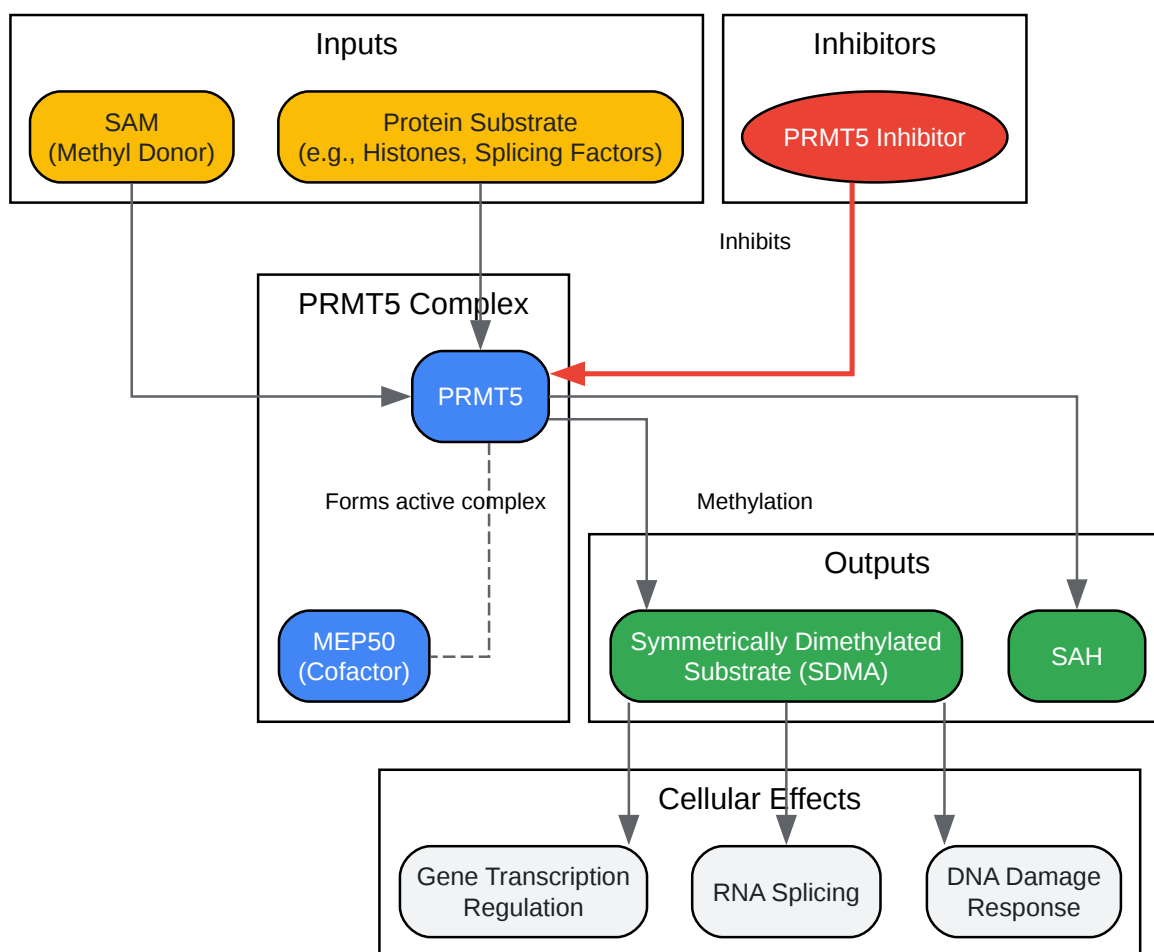 Inputs
SAM
(Methyl Donor)
Protein Substrate
(e.g., Histones, Splicing Factors)
Inhibitors
PRMT5 Inhibitor
Inhibits
PRMT5 Complex
PRMT5
Forms active complex
MEP50
(Cofactor)
Methylation
Outputs
Symmetrically Dimethylated
Substrate (SDMA)
SAH
Cellular Effects
Gene Transcription
Regulation
RNA Splicing
DNA Damage
Response